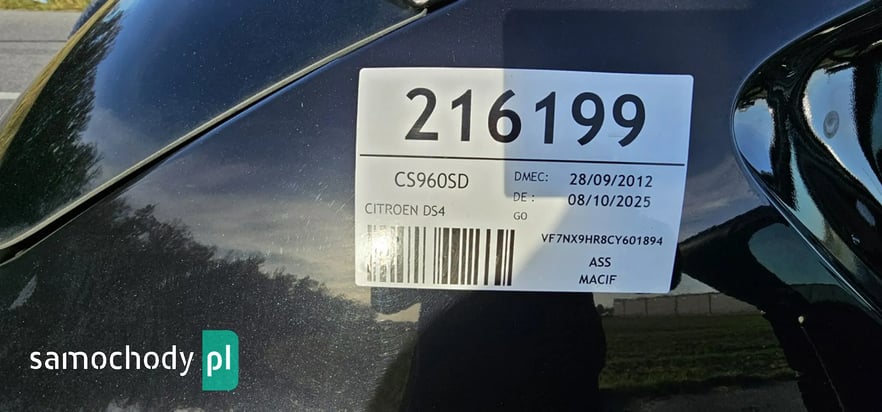 216199
CS960SD
CITROEN DS4
DMEC: 28/09/2012
DE : 08/10/2025
GO
VF7NX9HR8CY601894
ASS
MACIF
samochody pl